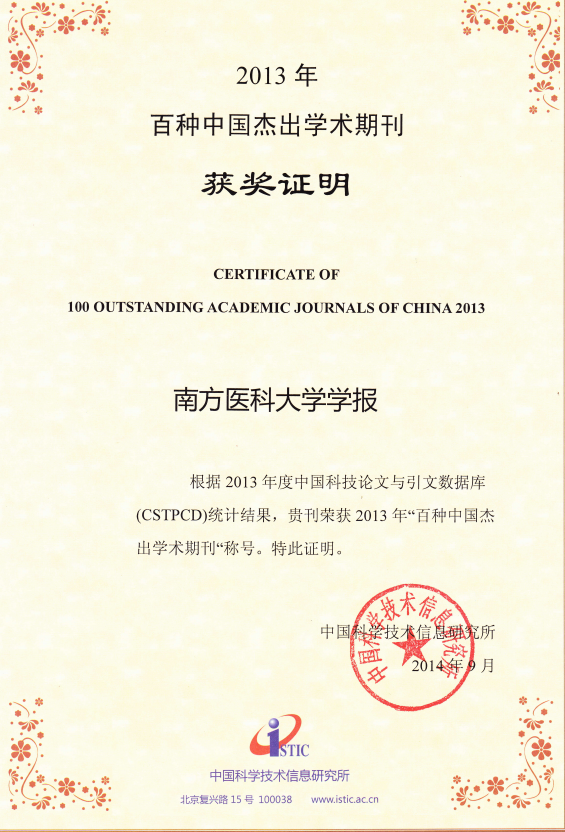 2013 年
百种中国杰出学术期刊
获奖证明
CERTIFICATE OF
100 OUTSTANDING ACADEMIC JOURNALS OF CHINA 2013
南方医科大学学报
根据 2013 年度中国科技论文与引文数据库
(CSTPCD)统计结果，贵刊荣获 2013 年“百种中国杰
出学术期刊“称号。特此证明。
中国科学技术信息研究所
中国科学技术信息研究所
2014 年 9 月
iSTIC
中国科学技术信息研究所
北京复兴路 15 号 100038 www.istic.ac.cn